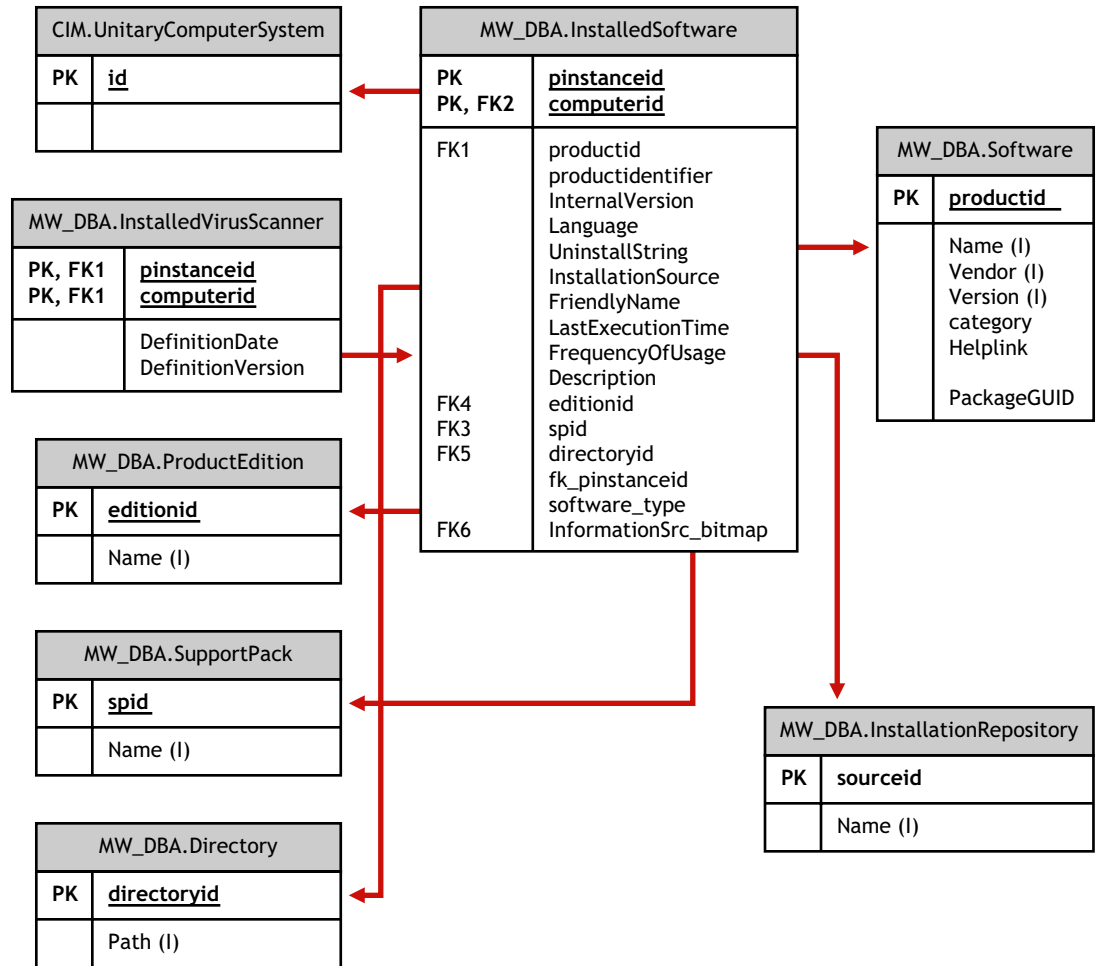 CIM.UnitaryComputerSystem
PK id
MW_DBA.InstalledSoftware
PK pinstanceid
PK, FK2 computerid
FK1 productid
productidentifier
InternalVersion
Language
UninstallString
InstallationSource
FriendlyName
LastExecutionTime
FrequencyOfUsage
Description
FK4 editionid
FK3 spid
FK5 directoryid
fk_pinstanceid
software_type
FK6 InformationSrc_bitmap
MW_DBA.Software
PK productid
Name (I)
Vendor (I)
Version (I)
category
Helplink
PackageGUID
MW_DBA.InstalledVirusScanner
PK, FK1 pinstanceid
PK, FK1 computerid
DefinitionDate
DefinitionVersion
MW_DBA.ProductEdition
PK editionid
Name (I)
MW_DBA.SupportPack
PK spid
Name (I)
MW_DBA.InstallationRepository
PK sourceid
Name (I)
MW_DBA.Directory
PK directoryid
Path (I)